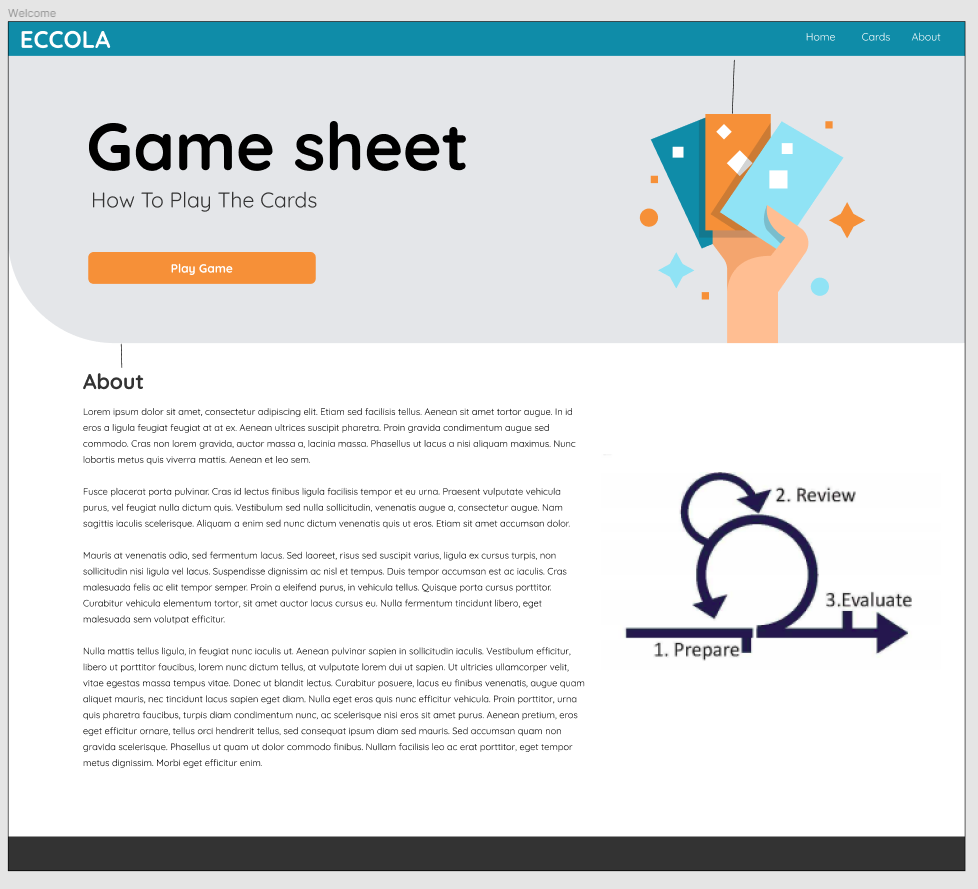 Welcome
ECCOLA
Home Cards About
Game sheet
How To Play The Cards
Play Game
About
Lorem ipsum dolor sit amet, consectetur adipiscing elit. Etiam sed facilisis tellus. Aenean sit amet tortor augue. In id
eros a ligula feugiat feugiat at at ex. Aenean ultrices suscipit pharetra. Proin gravida condimentum augue sed
commodo. Cras non lorem gravida, auctor massa a, lacinia massa. Phasellus ut lacus a nisi aliquam maximus. Nunc
lobortis metus quis viverra mattis. Aenean et leo sem.
Fusce placerat porta pulvinar. Cras id lectus finibus ligula facilisis tempor et eu urna. Praesent vulputate vehicula
purus, vel feugiat nulla dictum quis. Vestibulum sed nulla sollicitudin, venenatis augue a, consectetur augue. Nam
sagittis iaculis scelerisque. Aliquam a enim sed nunc dictum venenatis quis ut eros. Etiam sit amet accumsan dolor.
Mauris at venenatis odio, sed fermentum lacus. Sed laoreet, risus sed suscipit varius, ligula ex cursus turpis, non
sollicitudin nisi ligula vel lacus. Suspendisse dignissim ac nisl et tempus. Duis tempor accumsan est ac iaculis. Cras
malesuada felis ac elit tempor semper. Proin a eleifend purus, in vehicula tellus. Quisque porta cursus porttitor.
Curabitur vehicula elementum tortor, sit amet auctor lacus cursus eu. Nulla fermentum tincidunt libero, eget
malesuada sem volutpat efficitur.
Nulla mattis tellus ligula, in feugiat nunc iaculis ut. Aenean pulvinar sapien in sollicitudin iaculis. Vestibulum efficitur,
libero ut porttitor faucibus, lorem nunc dictum tellus, at vulputate lorem dui ut sapien. Ut ultricies ullamcorper velit,
vitae egestas massa tempus vitae. Donec ut blandit lectus. Curabitur posuere, lacus eu finibus venenatis, augue quam
aliquet mauris, nec tincidunt lacus sapien eget diam. Nulla eget eros quis nunc efficitur vehicula. Proin porttitor, urna
quis pharetra faucibus, turpis diam condimentum nunc, ac scelerisque nisi eros sit amet purus. Aenean pretium, eros
eget efficitur ornare, tellus orci hendrerit tellus, sed consequat ipsum diam sed mauris. Sed accumsan quam non
gravida scelerisque. Phasellus ut quam ut dolor commodo finibus. Nullam facilisis leo ac erat porttitor, eget tempor
metus dignissim. Morbi eget efficitur enim.
2. Review
3.Evaluate
1. Prepare